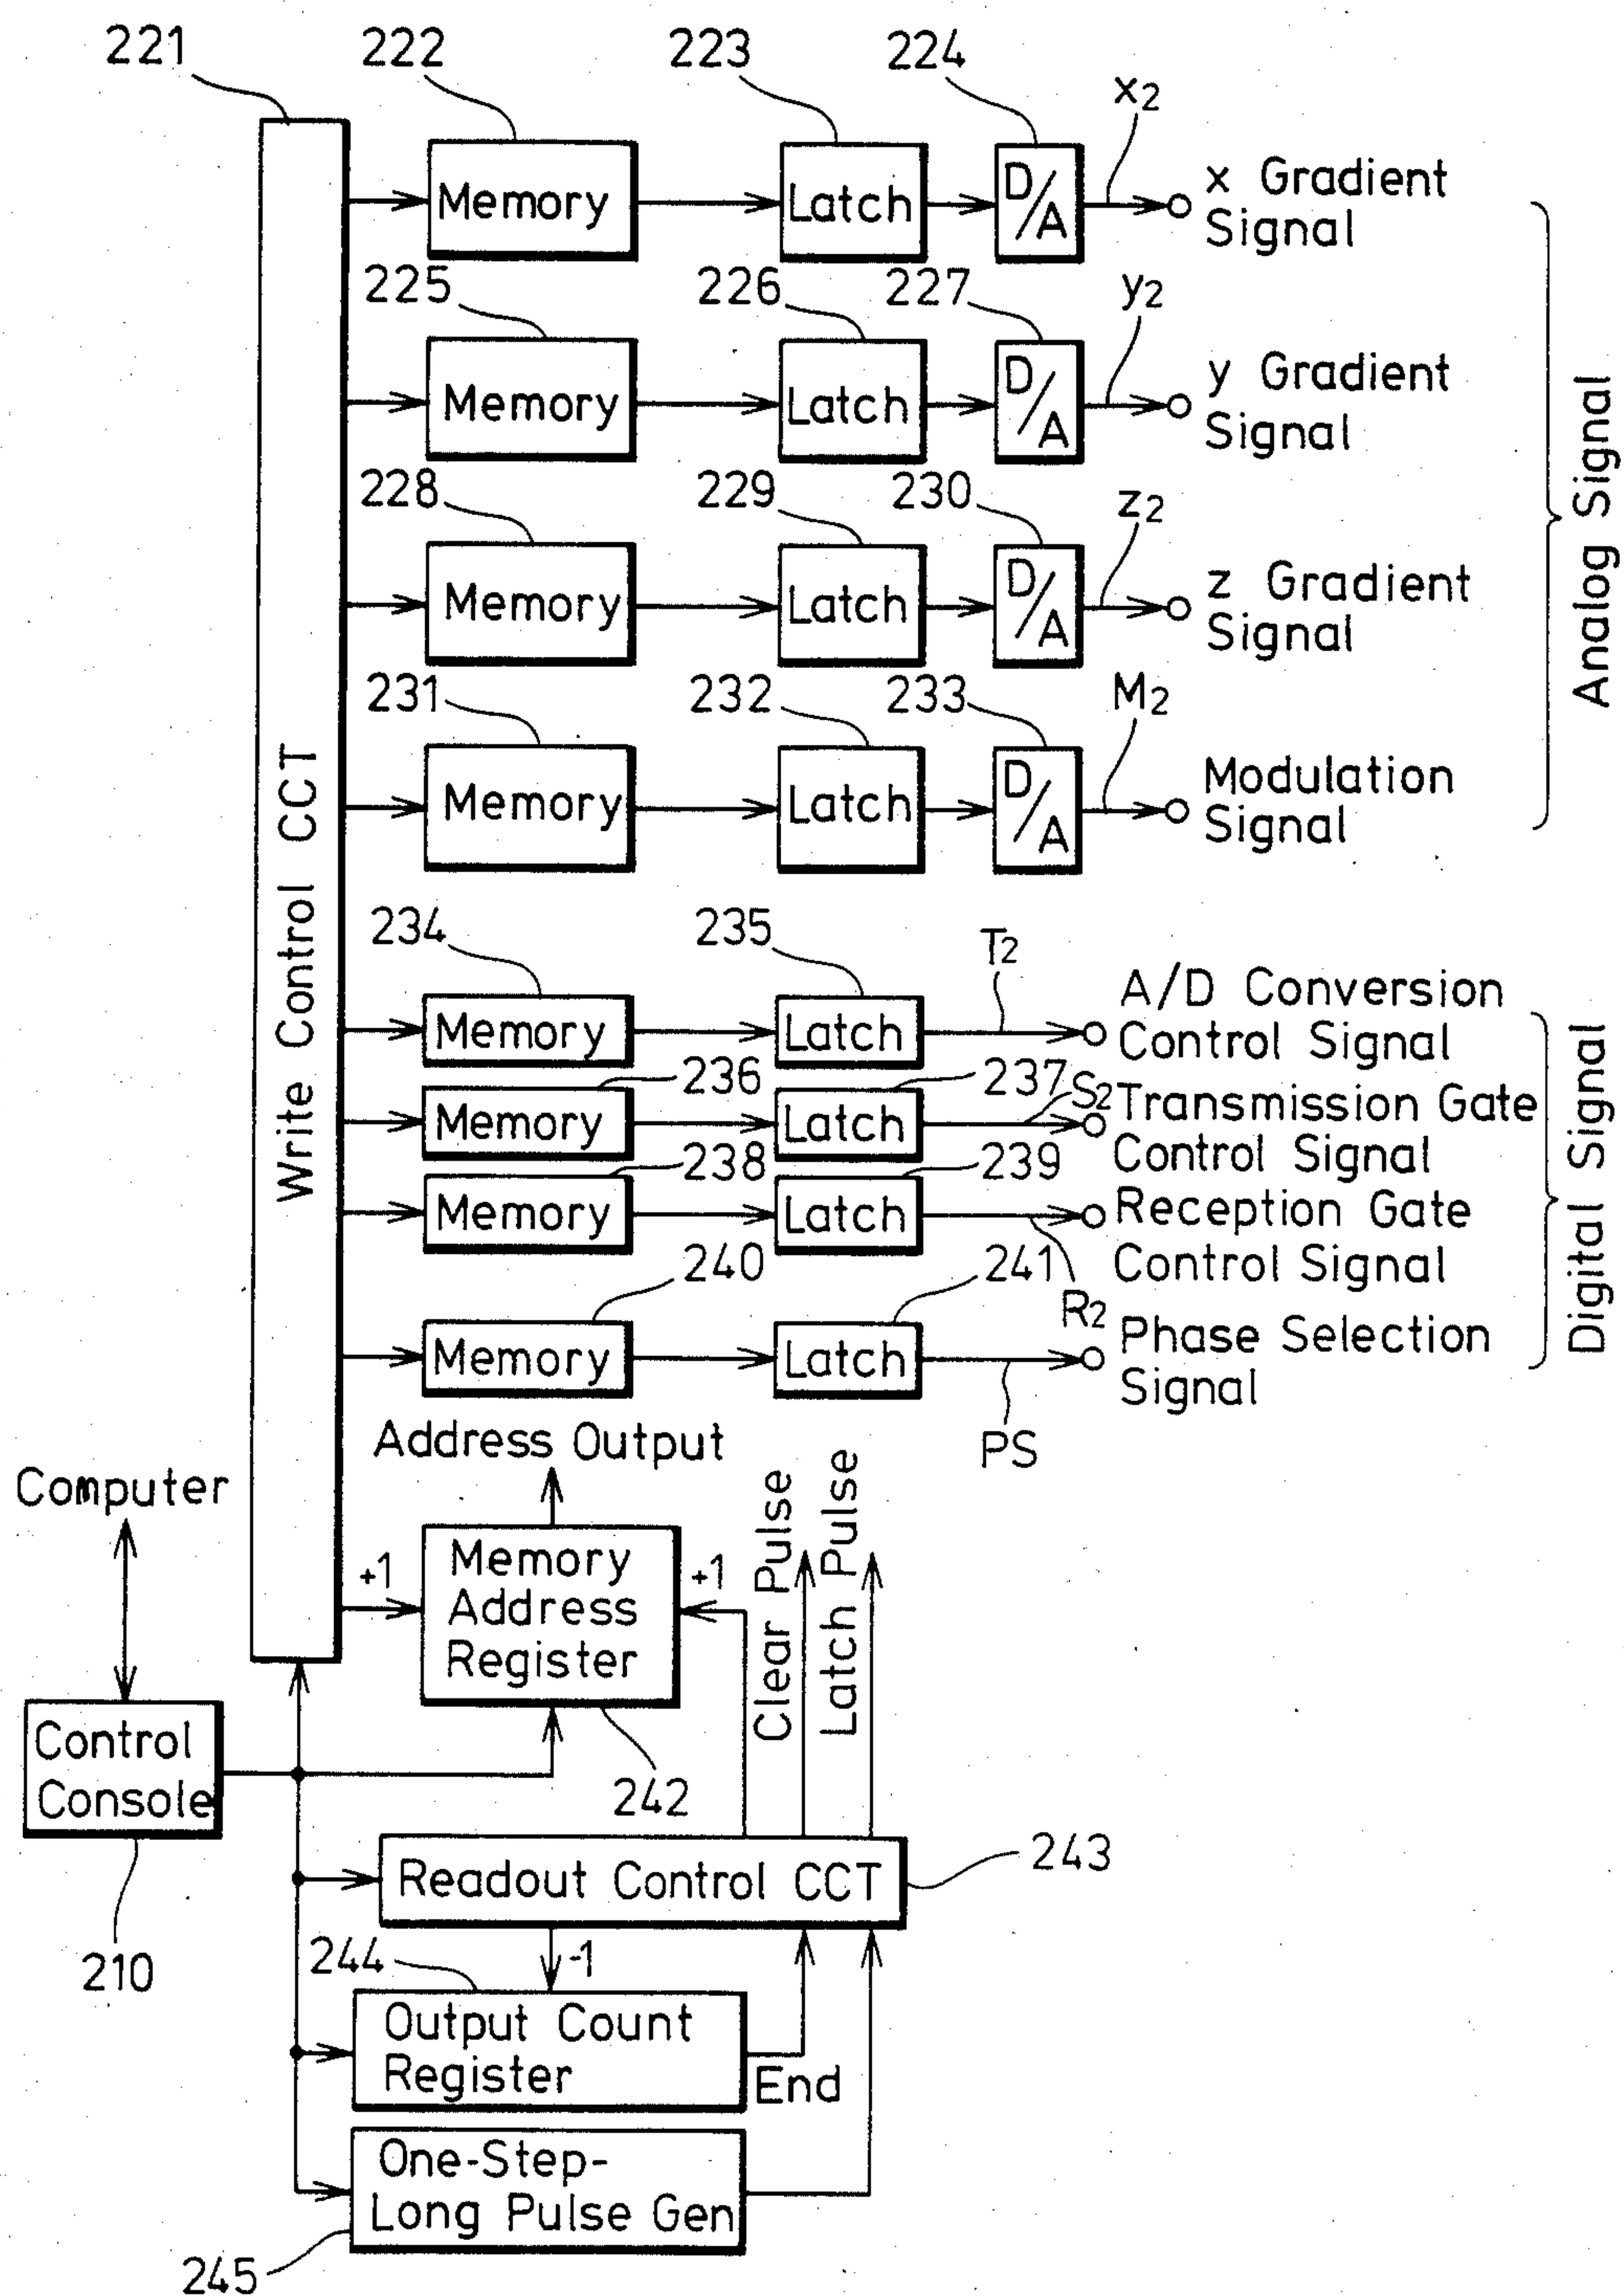 221
222
223
224
x2
Memory
Latch
D/A
x Gradient
Signal
225
226
227
y2
Memory
Latch
D/A
y Gradient
Signal
228
229
230
z2
Memory
Latch
D/A
z Gradient
Signal
231
232
233
M2
Memory
Latch
D/A
Modulation
Signal
Analog Signal
Write Control CCT
234
235
T2
Memory
Latch
A/D Conversion
Control Signal
236
237
S2
Memory
Latch
Transmission Gate
Control Signal
238
239
Memory
Latch
Reception Gate
Control Signal
R2
240
241
Memory
Latch
Phase Selection
Signal
PS
Digital Signal
Address Output
Computer
Clear Pulse
Latch Pulse
+1
Memory
Address
Register
+1
Control
Console
242
210
Readout Control CCT
243
244
-1
Output Count
Register
End
One-Step-
Long Pulse Gen
245